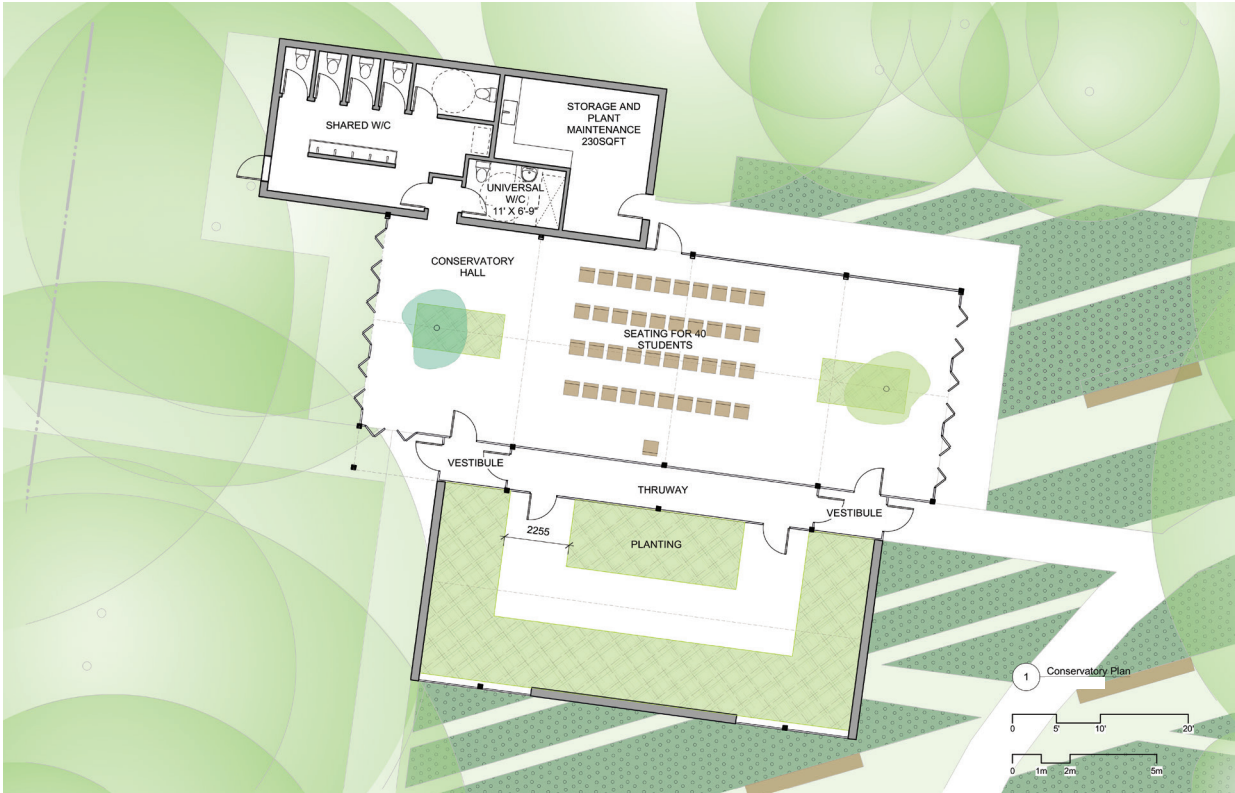 SHARED W/C
STORAGE AND
PLANT
MAINTENANCE
230SQFT
UNIVERSAL
W/C
11' X 6'-9"
CONSERVATORY
HALL
SEATING FOR 40
STUDENTS
VESTIBULE
THRUWAY
VESTIBULE
2255
PLANTING
1 Conservatory Plan
0 5' 10' 20'
0 1m 2m 5m